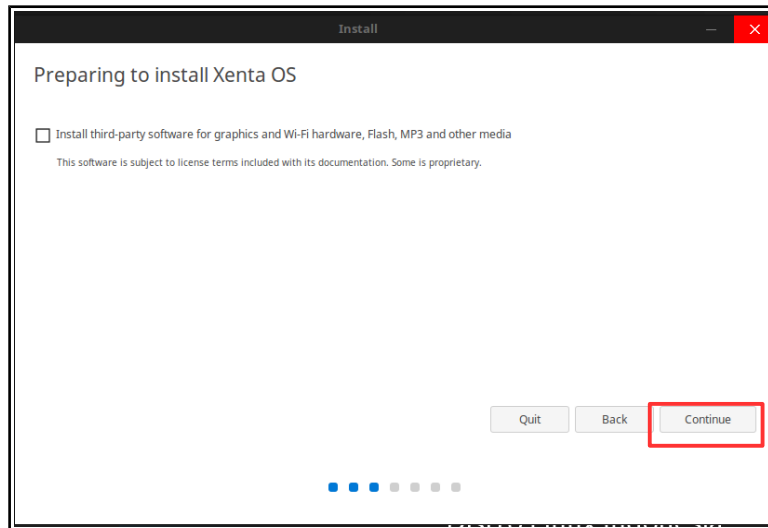 Install
Preparing to install Xenta OS
Install third-party software for graphics and Wi-Fi hardware, Flash, MP3 and other media
This software is subject to license terms included with its documentation. Some is proprietary.
Quit
Back
Continue